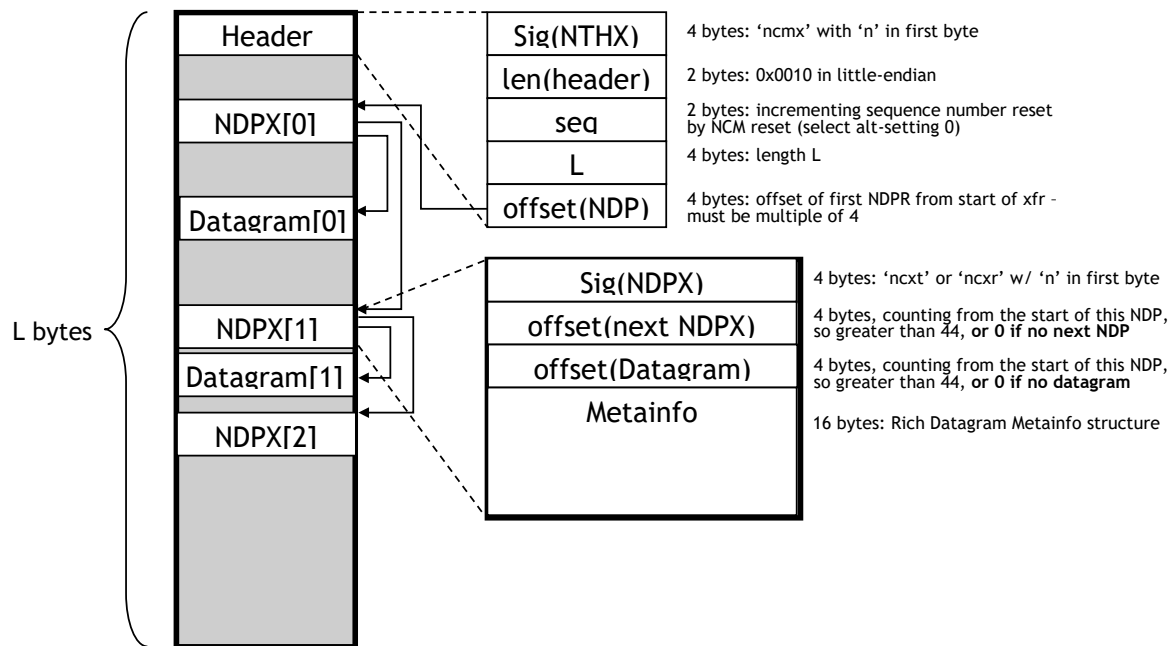 Header
NDPX[0]
Datagram[0]
NDPX[1]
Datagram[1]
NDPX[2]
L bytes
Sig(NTHX)
4 bytes: ‘ncmx’ with ‘n’ in first byte
len(header)
2 bytes: 0x0010 in little-endian
seq
2 bytes: incrementing sequence number reset
by NCM reset (select alt-setting 0)
L
4 bytes: length L
offset(NDP)
4 bytes: offset of first NDPR from start of xfr –
must be multiple of 4
Sig(NDPX)
4 bytes: ‘ncxt’ or ‘ncxr’ w/ ‘n’ in first byte
offset(next NDPX)
4 bytes, counting from the start of this NDP,
so greater than 44, or 0 if no next NDP
offset(Datagram)
4 bytes, counting from the start of this NDP,
so greater than 44, or 0 if no datagram
Metainfo
16 bytes: Rich Datagram Metainfo structure